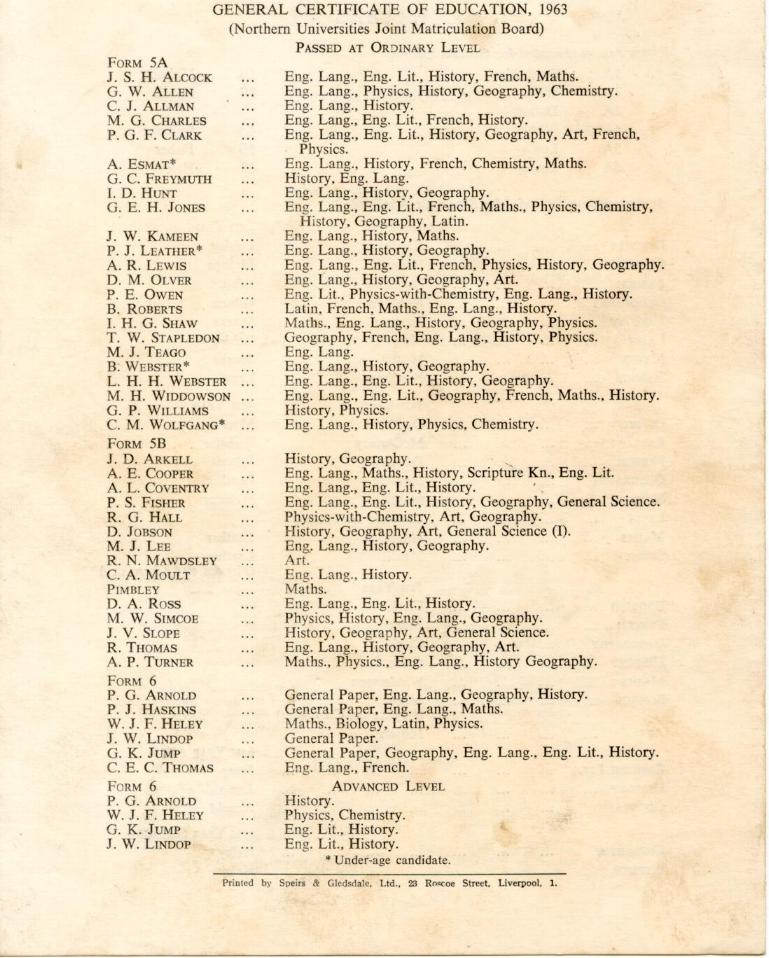 GENERAL CERTIFICATE OF EDUCATION, 1963
(Northern Universities Joint Matriculation Board)
PASSED AT ORDINARY LEVEL
FORM 5A
J. S. H. ALCOCK ... Eng. Lang., Eng. Lit., History, French, Maths.
G. W. ALLEN ... Eng. Lang., Physics, History, Geography, Chemistry.
C. J. ALLMAN ... Eng. Lang., History.
M. G. CHARLES ... Eng. Lang., Eng. Lit., French, History.
P. G. F. CLARK ... Eng. Lang., Eng. Lit., History, Geography, Art, French,
Physics.
A. ESMAT* ... Eng. Lang., History, French, Chemistry, Maths.
G. C. FREYMUTH ... History, Eng. Lang.
I. D. HUNT ... Eng. Lang., History, Geography.
G. E. H. JONES ... Eng. Lang., Eng. Lit., French, Maths., Physics, Chemistry,
History, Geography, Latin.
J. W. KAMEEN ... Eng. Lang., History, Maths.
P. J. LEATHER* ... Eng. Lang., History, Geography.
A. R. LEWIS ... Eng. Lang., Eng. Lit., French, Physics, History, Geography.
D. M. OLVER ... Eng. Lang., History, Geography, Art.
P. E. OWEN ... Eng. Lit., Physics-with-Chemistry, Eng. Lang., History.
B. ROBERTS ... Latin, French, Maths., Eng. Lang., History.
I. H. G. SHAW ... Maths., Eng. Lang., History, Geography, Physics.
T. W. STAPLEDON ... Geography, French, Eng. Lang., History, Physics.
M. J. TEAGO ... Eng. Lang.
B. WEBSTER* ... Eng. Lang., History, Geography.
L. H. H. WEBSTER ... Eng. Lang., Eng. Lit., History, Geography.
M. H. WIDDOWSON ... Eng. Lang., Eng. Lit., Geography, French, Maths., History.
G. P. WILLIAMS ... History, Physics.
C. M. WOLFGANG* ... Eng. Lang., History, Physics, Chemistry.
FORM 5B
J. D. ARKELL ... History, Geography.
A. E. COOPER ... Eng. Lang., Maths., History, Scripture Kn., Eng. Lit.
A. L. COVENTRY ... Eng. Lang., Eng. Lit., History.
P. S. FISHER ... Eng. Lang., Eng. Lit., History, Geography, General Science.
R. G. HALL ... Physics-with-Chemistry, Art, Geography.
D. JOBSON ... History, Geography, Art, General Science (I).
M. J. LEE ... Eng. Lang., History, Geography.
R. N. MAWDSLEY ... Art.
C. A. MOULT ... Eng. Lang., History.
PIMBLEY ... Maths.
D. A. ROSS ... Eng. Lang., Eng. Lit., History.
M. W. SIMCOE ... Physics, History, Eng. Lang., Geography.
J. V. SLOPE ... History, Geography, Art, General Science.
R. THOMAS ... Eng. Lang., History, Geography, Art.
A. P. TURNER ... Maths., Physics., Eng. Lang., History Geography.
FORM 6
P. G. ARNOLD ... General Paper, Eng. Lang., Geography, History.
P. J. HASKINS ... General Paper, Eng. Lang., Maths.
W. J. F. HELEY ... Maths., Biology, Latin, Physics.
J. W. LINDOP ... General Paper.
G. K. JUMP ... General Paper, Geography, Eng. Lang., Eng. Lit., History.
C. E. C. THOMAS ... Eng. Lang., French.
FORM 6 ADVANCED LEVEL
P. G. ARNOLD ... History.
W. J. F. HELEY ... Physics, Chemistry.
G. K. JUMP ... Eng. Lit., History.
J. W. LINDOP ... Eng. Lit., History.
* Under-age candidate.
Printed by Speirs & Gledsdale, Ltd., 23 Roscoe Street, Liverpool, 1.